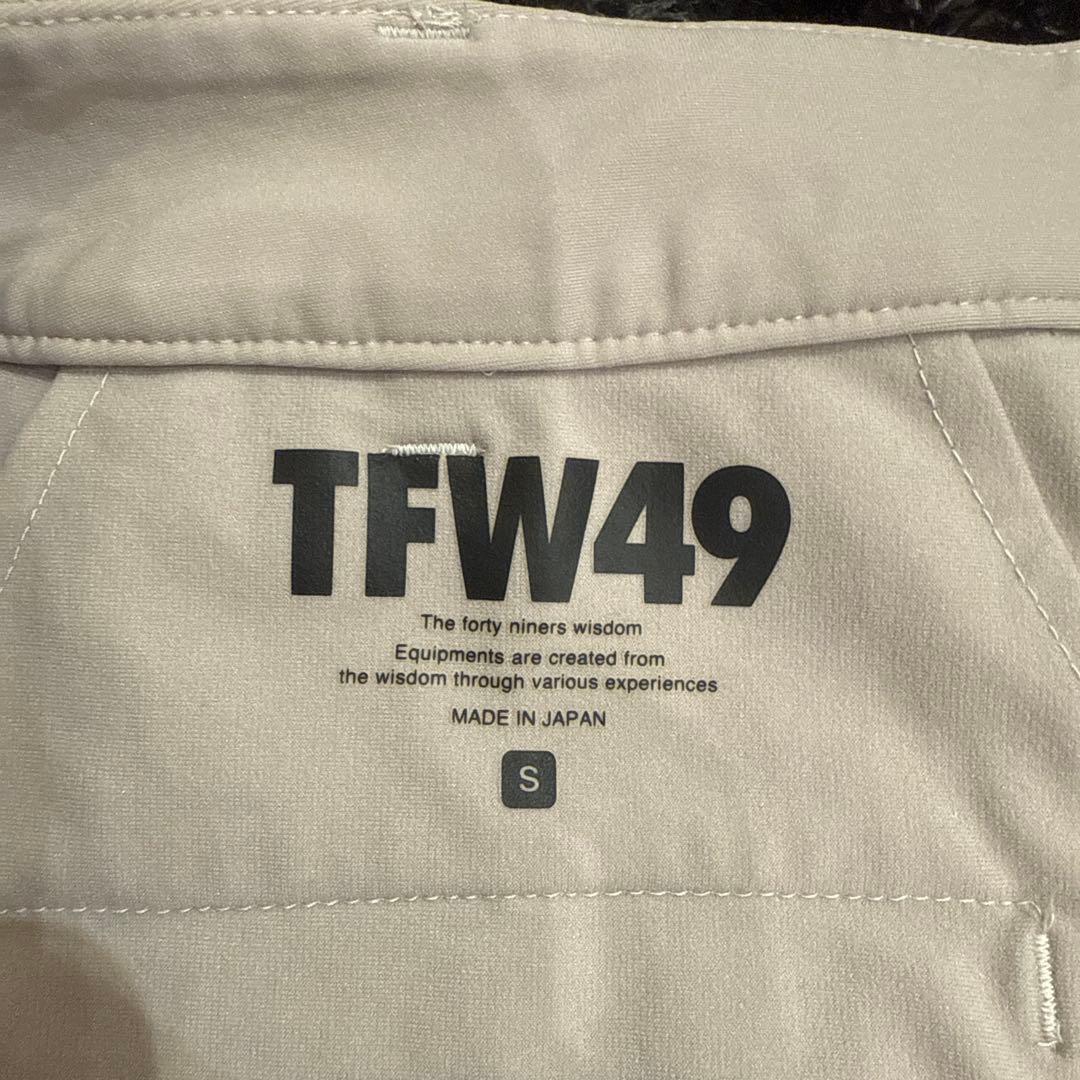 TFW49
The forty niners wisdom
Equipments are created from
the wisdom through various experiences
MADE IN JAPAN
S